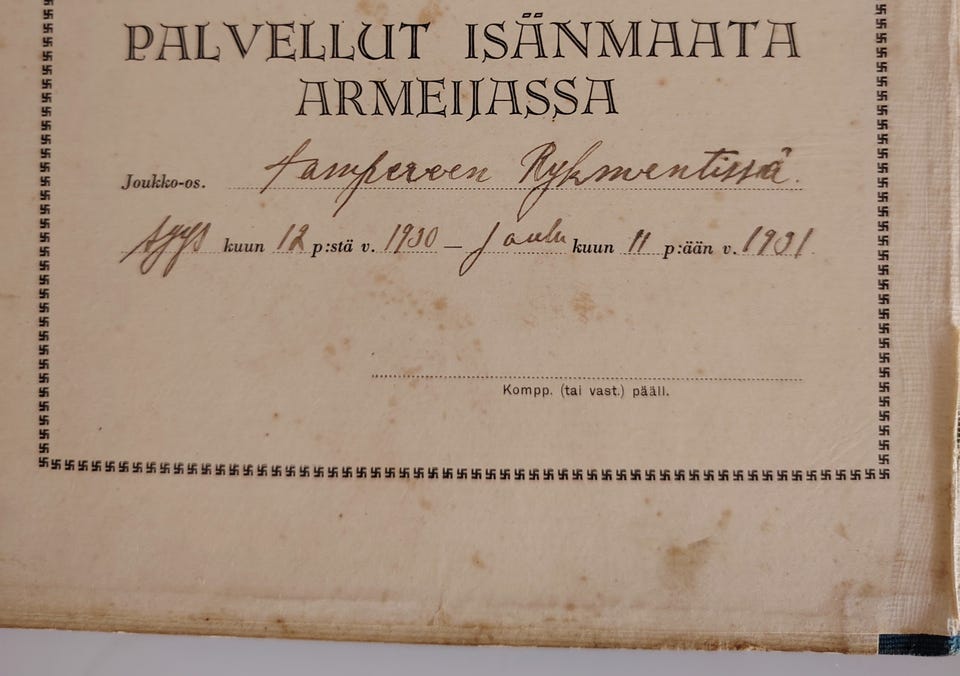 PALVELLUT ISÄNMAATA
ARMEIJASSA
Joukko-os. Tampereen Rykmentissä.
syys kuun 12 p:stä v. 1930 — joulu kuun 11 p:ään v. 1931
Kompp. (tai vast.) pääll.